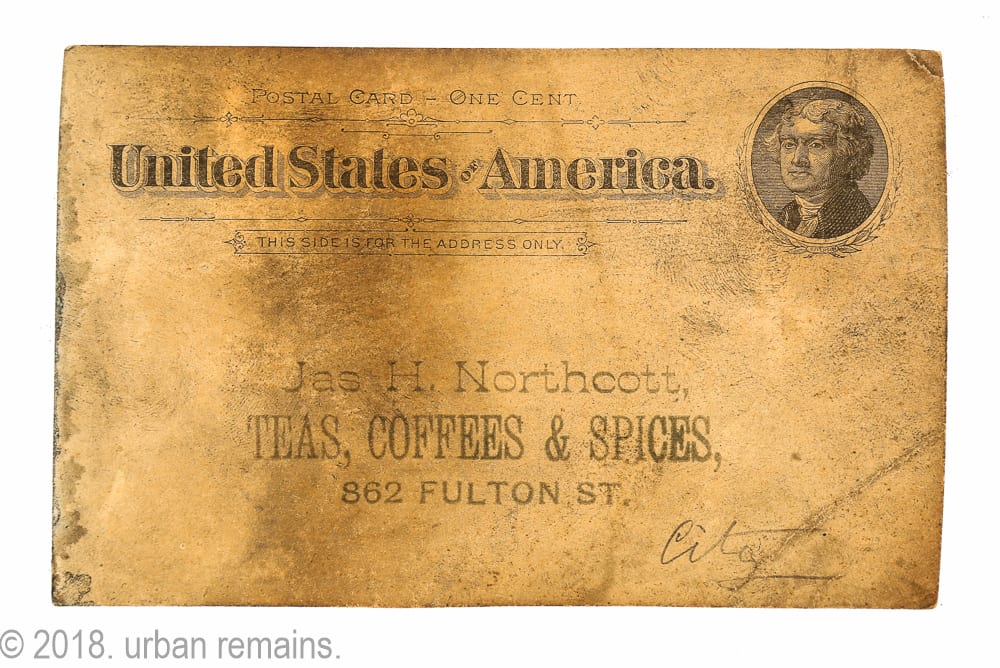 POSTAL CARD - ONE CENT.
United States OF America.
THIS SIDE IS FOR THE ADDRESS ONLY.
Jas H. Northcott,
TEAS, COFFEES & SPICES,
862 FULTON ST.
City
© 2018. urban remains.